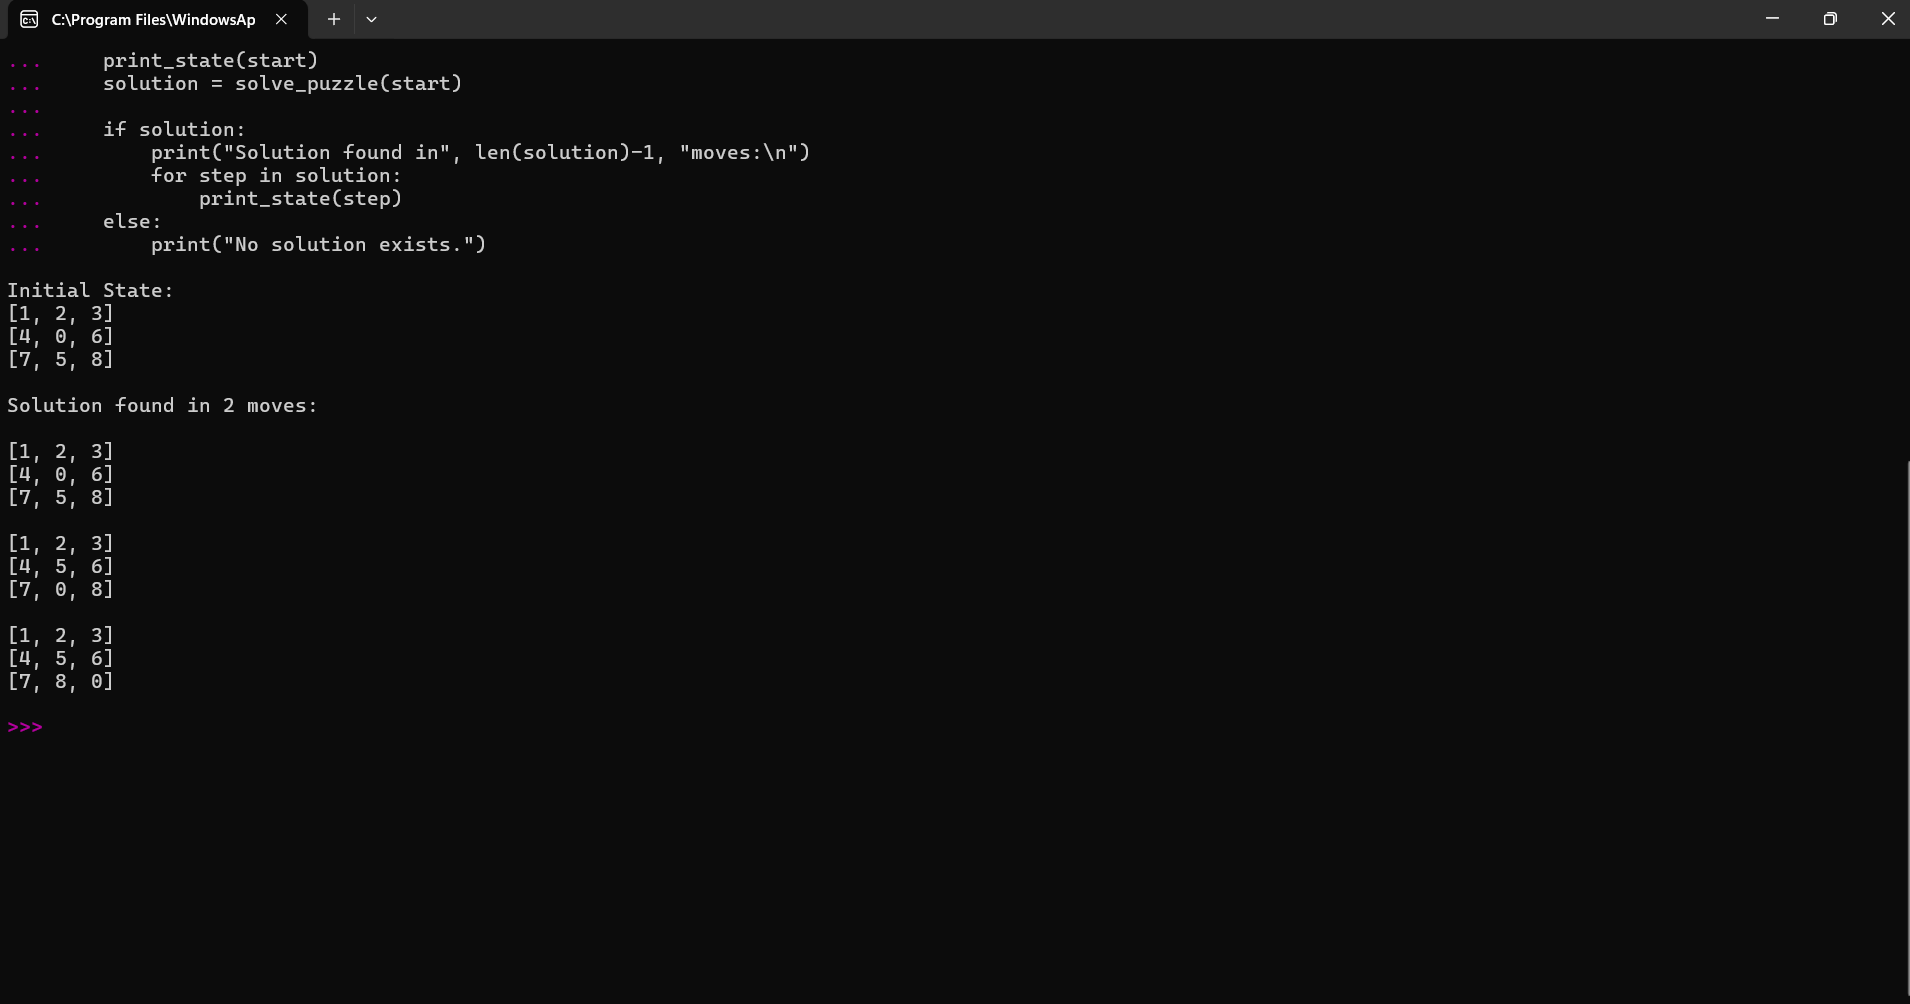 C:\Program Files\WindowsAp
...     print_state(start)
...     solution = solve_puzzle(start)
...
...     if solution:
...         print("Solution found in", len(solution)-1, "moves:\n")
...         for step in solution:
...             print_state(step)
...     else:
...         print("No solution exists.")
Initial State:
[1, 2, 3]
[4, 0, 6]
[7, 5, 8]
Solution found in 2 moves:
[1, 2, 3]
[4, 0, 6]
[7, 5, 8]
[1, 2, 3]
[4, 5, 6]
[7, 0, 8]
[1, 2, 3]
[4, 5, 6]
[7, 8, 0]
>>>